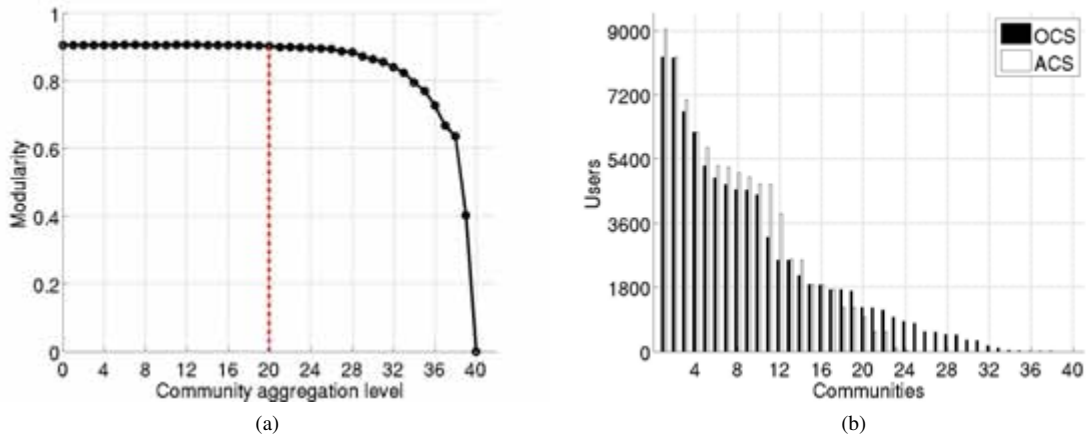 1
0.8
0.6
0.4
0.2
0
Modularity
0 4 8 12 16 20 24 28 32 36 40
Community aggregation level
(a)
9000
7200
5400
3600
1800
0
Users
OCS
ACS
4 8 12 16 20 24 28 32 36 40
Communities
(b)